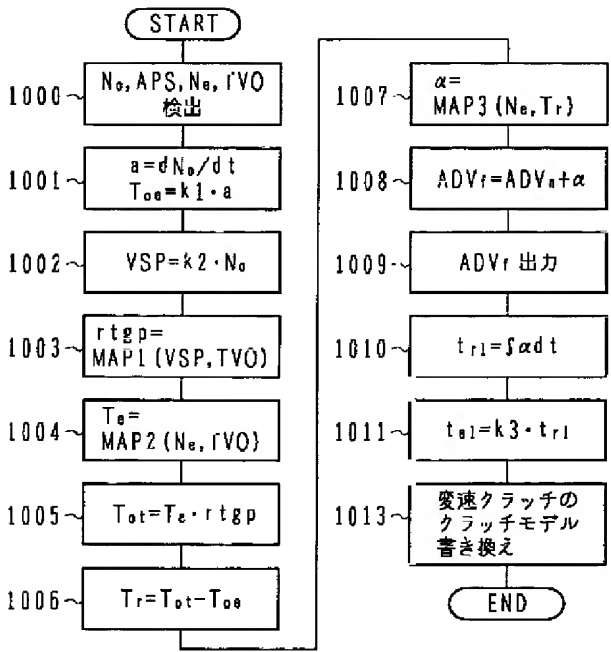 START
1000
No, APS, Ne, TVO
検出
1001
a=dNo/dt
Toe=k1・a
1002
VSP=k2・No
1003
rtgp=
MAP1(VSP, TVO)
1004
Te=
MAP2(Ne, TVO)
1005
Tot=Te・rtgp
1006
Tr=Tot−Toe
1007
α=
MAP3(Ne, Tr)
1008
ADVf=ADVn+α
1009
ADVf 出力
1010
tr1=∫αdt
1011
te1=k3・tr1
1013
変速クラッチの
クラッチモデル
書き換え
END